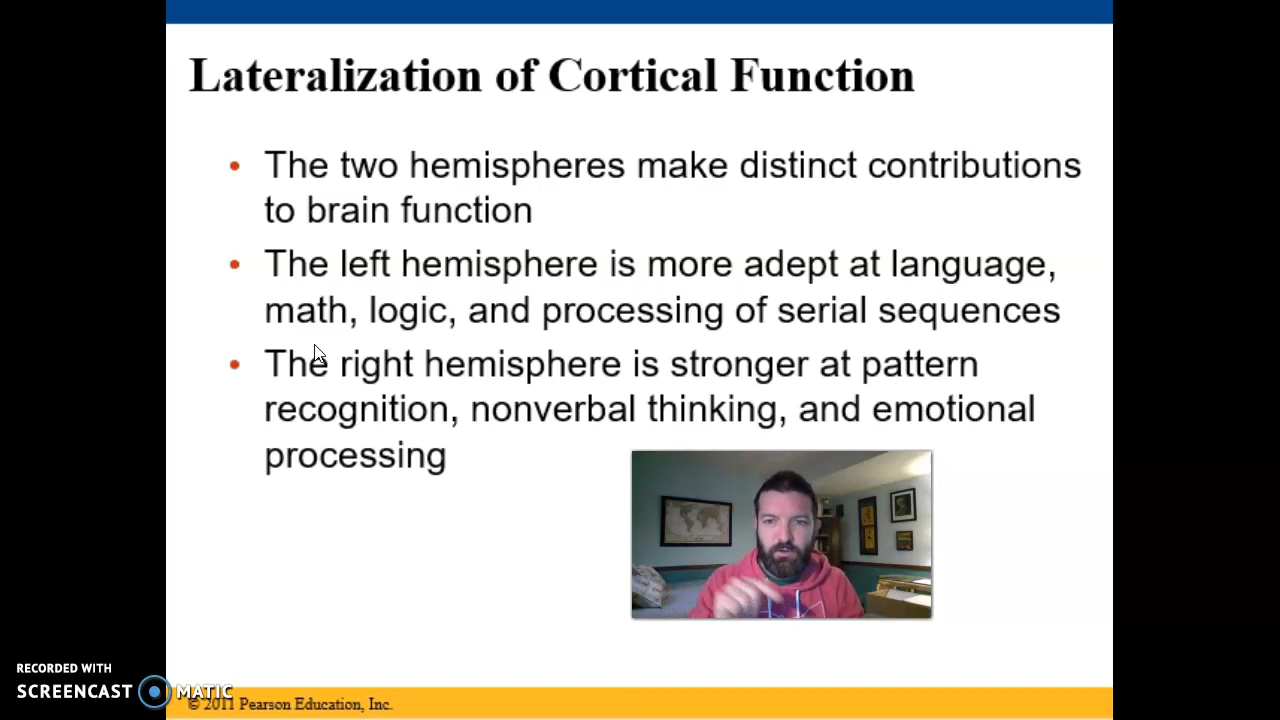 Lateralization of Cortical Function
• The two hemispheres make distinct contributions
to brain function
• The left hemisphere is more adept at language,
math, logic, and processing of serial sequences
• The right hemisphere is stronger at pattern
recognition, nonverbal thinking, and emotional
processing
RECORDED WITH
SCREENCAST MATIC
© 2011 Pearson Education, Inc.